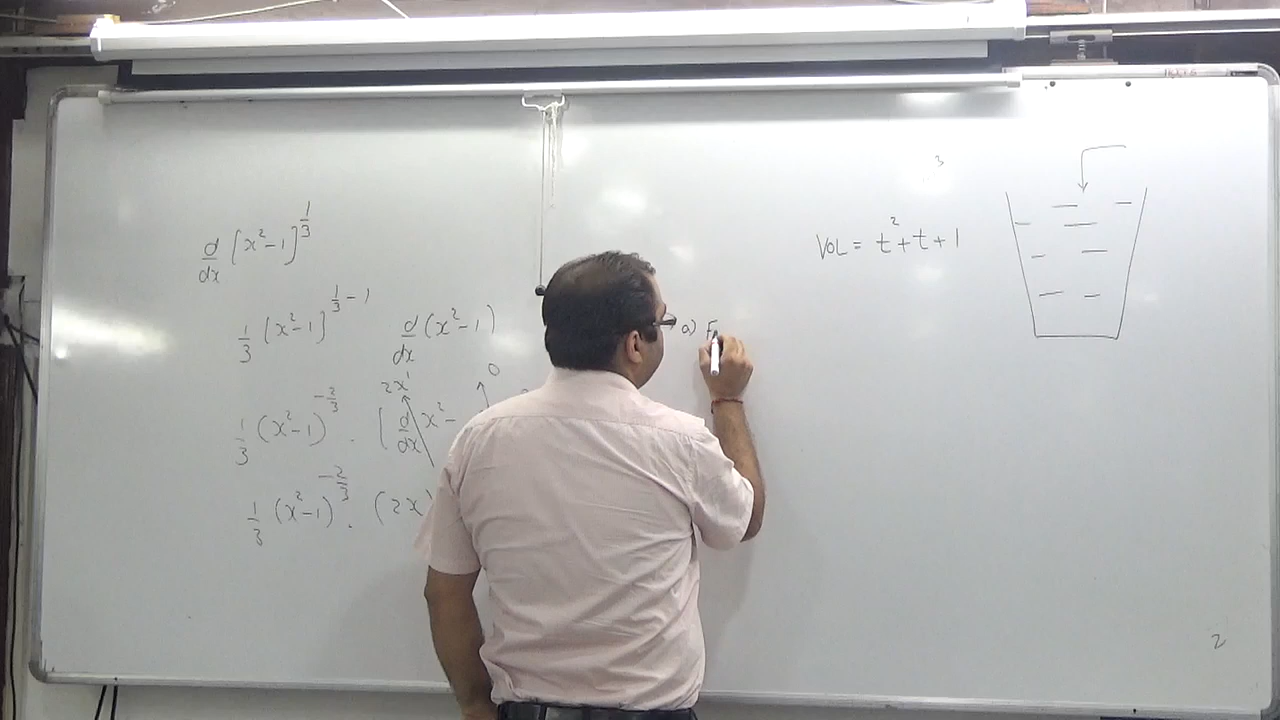 d/dx [x²-1]^(1/3)
1/3 [x²-1]^(1/3 - 1) d/dx (x²-1)
2x¹ 0
1/3 (x²-1)^(-2/3) . [d/dx x² -
1/3 (x²-1)^(-2/3) . (2x)
3
VOL = t² + t + 1
a) F
2